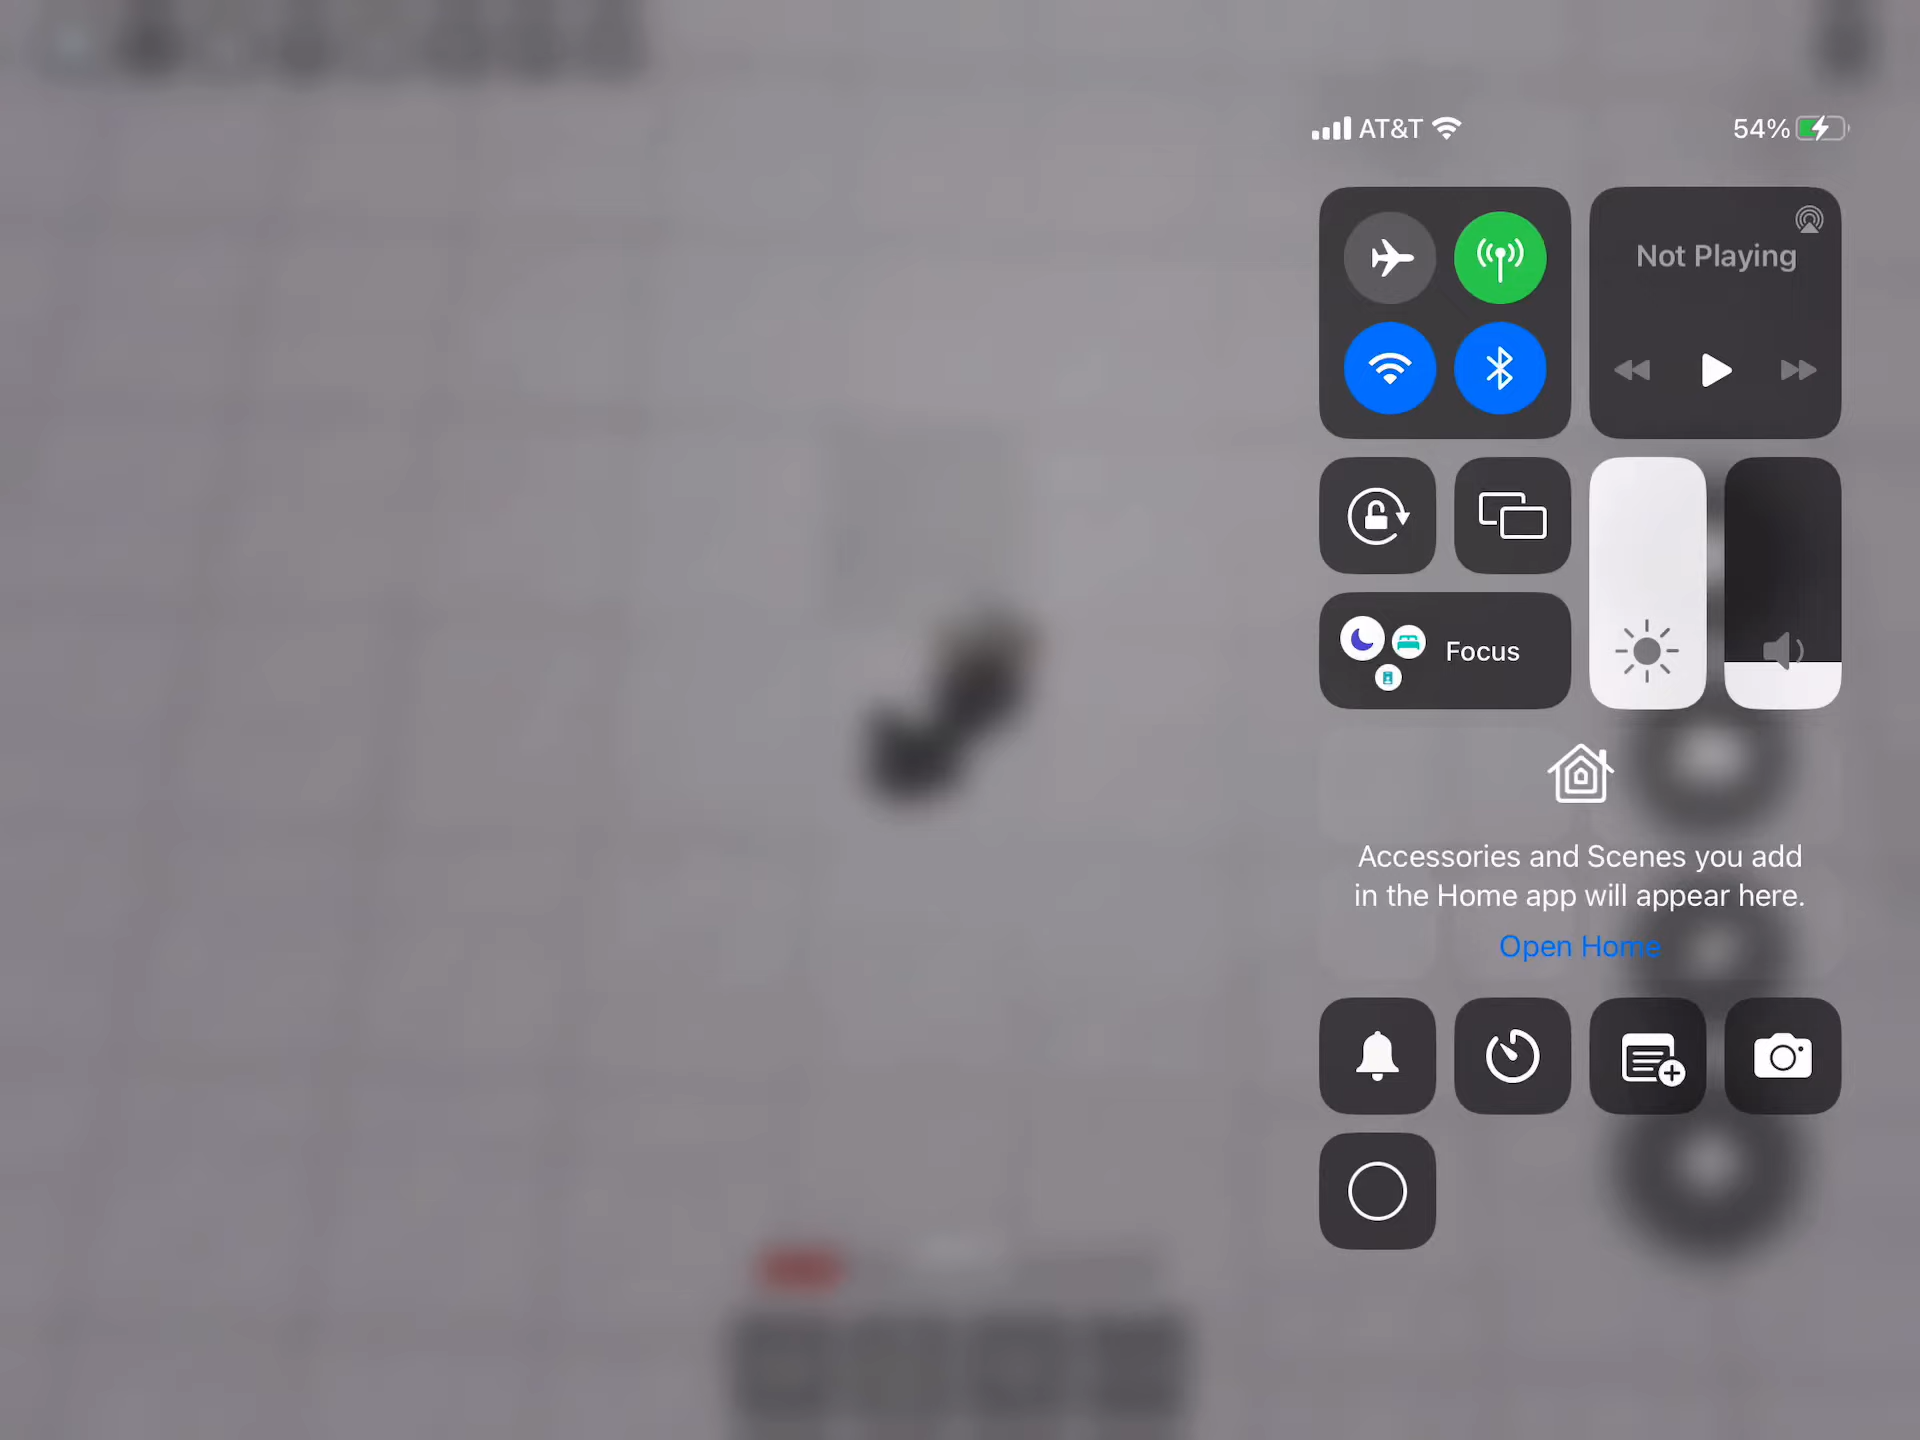 AT&T
54%
Not Playing
Focus
Accessories and Scenes you add
in the Home app will appear here.
Open Home